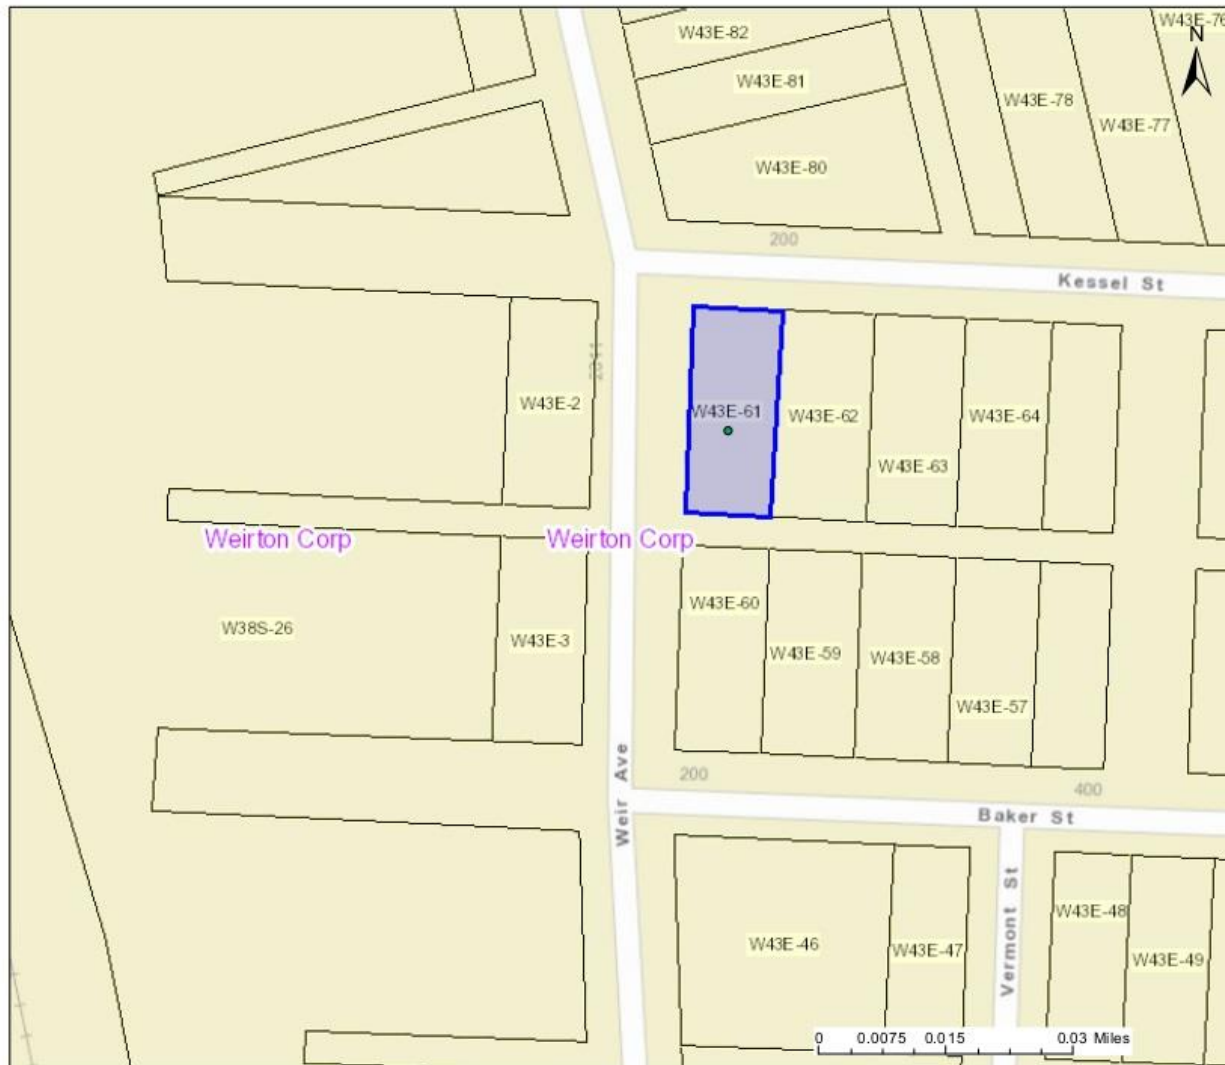 W43E-82
W43E-76
N
W43E-81
W43E-78
W43E-77
W43E-80
200
Kessel St
W43E-2
W43E-61
W43E-62
W43E-64
W43E-63
Weirton Corp
Weirton Corp
W43E-60
W38S-26
W43E-3
W43E-59
W43E-58
W43E-57
Weir Ave
200
400
Baker St
Vermont St
W43E-48
W43E-46
W43E-47
W43E-49
0 0.0075 0.015 0.03 Miles